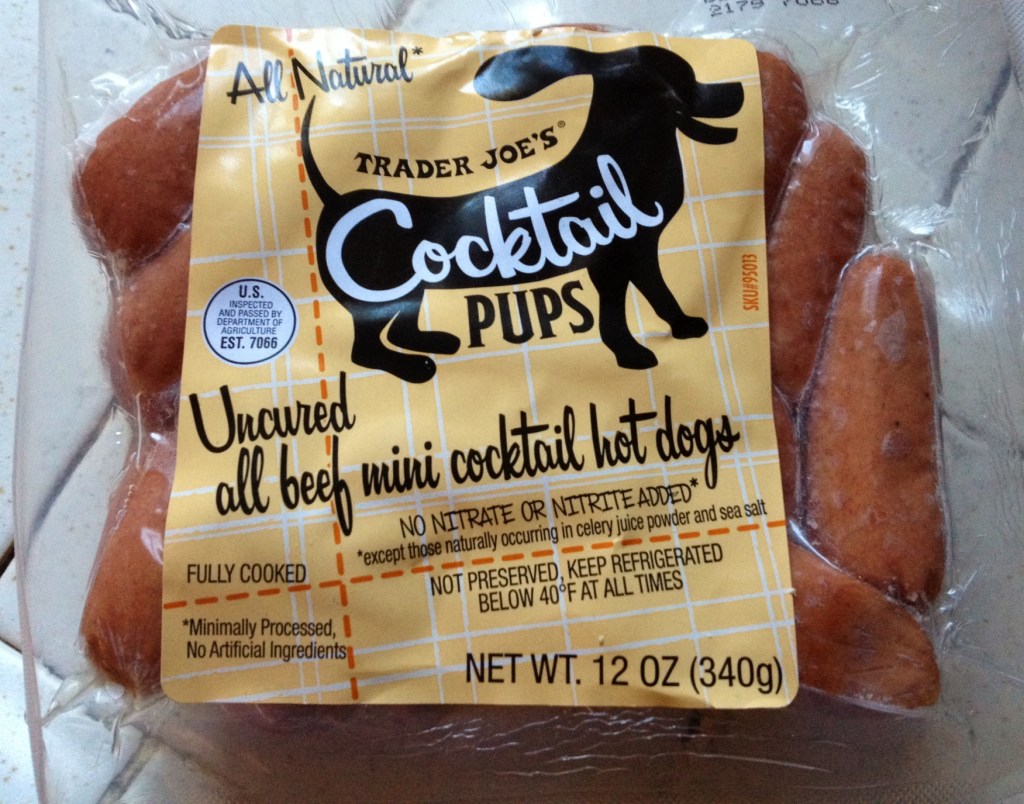 2179 7066
All Natural*
TRADER JOE'S®
Cocktail
PUPS
SKU#95013
U.S.
INSPECTED
AND PASSED BY
DEPARTMENT OF
AGRICULTURE
EST. 7066
Uncured
all beef mini cocktail hot dogs
NO NITRATE OR NITRITE ADDED*
*except those naturally occurring in celery juice powder and sea salt
FULLY COOKED
NOT PRESERVED, KEEP REFRIGERATED
BELOW 40°F AT ALL TIMES
*Minimally Processed,
No Artificial Ingredients
NET WT. 12 OZ (340g)